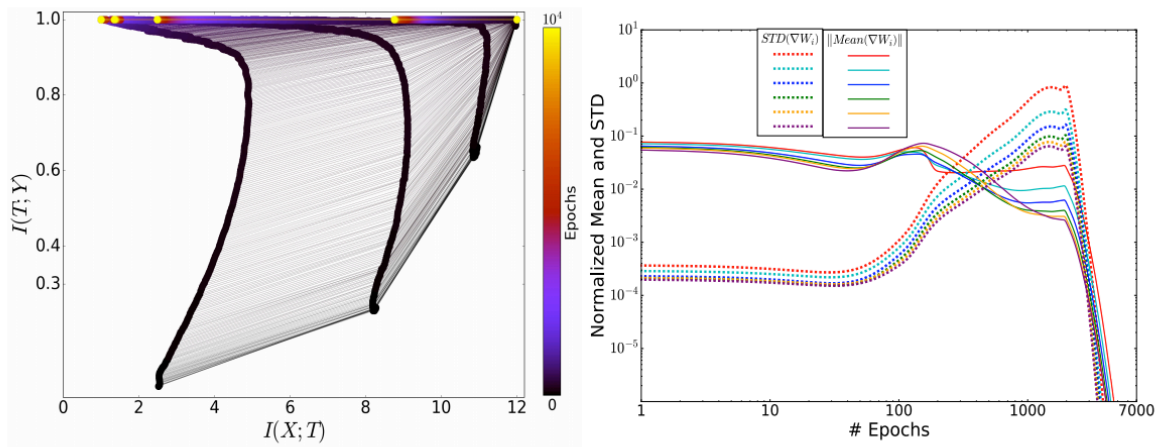 1.0
0.8
0.6
0.4
0.3
I(T;Y)
0 2 4 6 8 10 12
I(X;T)
10^4
Epochs
0
Normalized Mean and STD
10^1
10^0
10^-1
10^-2
10^-3
10^-4
10^-5
STD(∇W_i) ‖Mean(∇W_i)‖
1 10 100 1000 7000
# Epochs